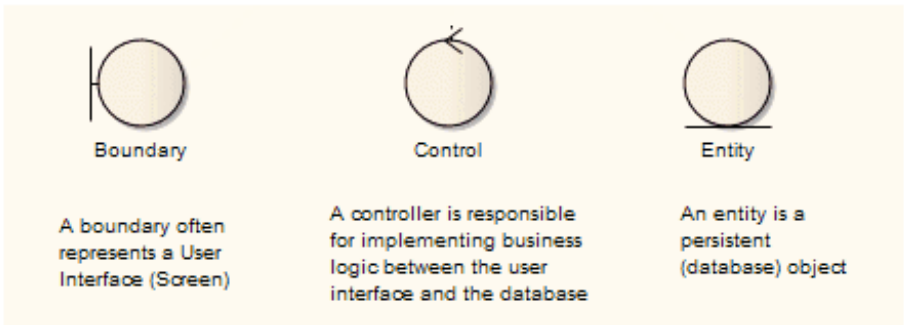 Boundary
Control
Entity
A boundary often
represents a User
Interface (Screen)
A controller is responsible
for implementing business
logic between the user
interface and the database
An entity is a
persistent
(database) object